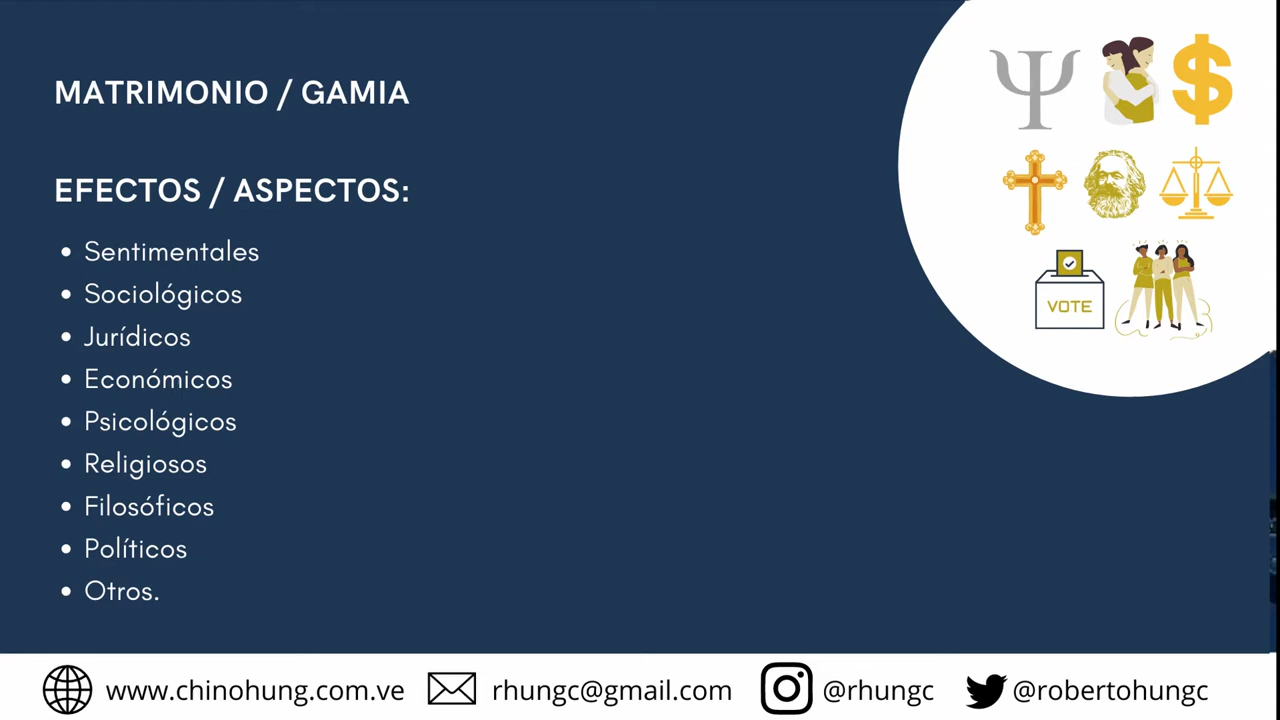 MATRIMONIO / GAMIA
EFECTOS / ASPECTOS:
• Sentimentales
• Sociológicos
• Jurídicos
• Económicos
• Psicológicos
• Religiosos
• Filosóficos
• Políticos
• Otros.
Ψ
$
VOTE
www.chinohung.com.ve rhungc@gmail.com @rhungc @robertohungc